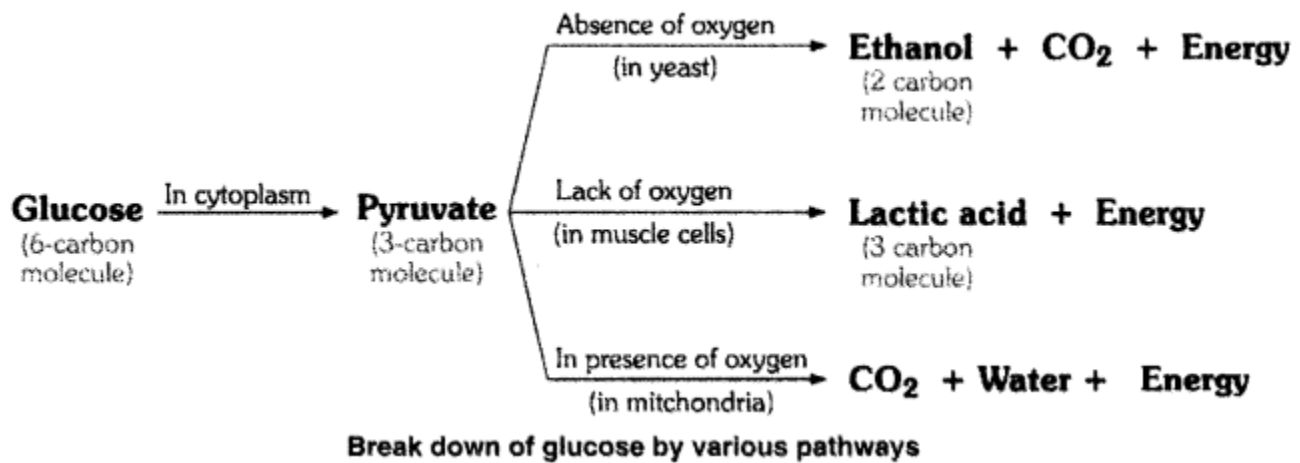 Absence of oxygen
(in yeast)
Ethanol + CO₂ + Energy
(2 carbon
molecule)
Glucose
(6-carbon
molecule)
In cytoplasm
Pyruvate
(3-carbon
molecule)
Lack of oxygen
(in muscle cells)
Lactic acid + Energy
(3 carbon
molecule)
In presence of oxygen
(in mitchondria)
CO₂ + Water + Energy
Break down of glucose by various pathways